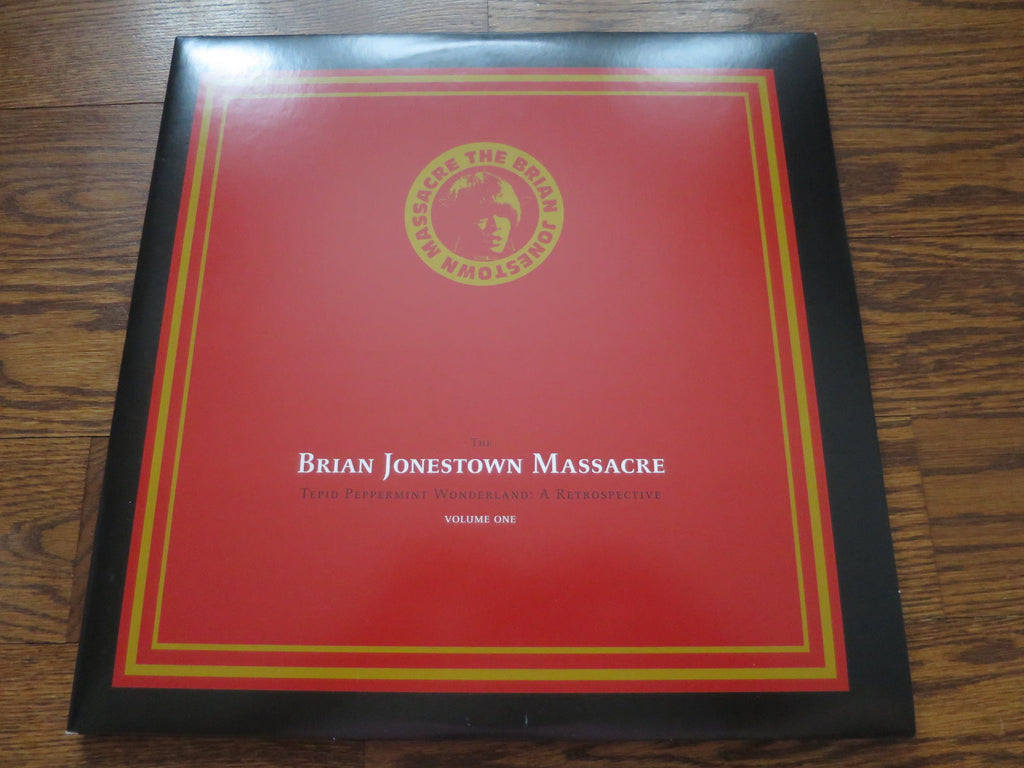 THE BRIAN JONESTOWN MASSACRE
The
Brian Jonestown Massacre
Tepid Peppermint Wonderland: A Retrospective
VOLUME ONE